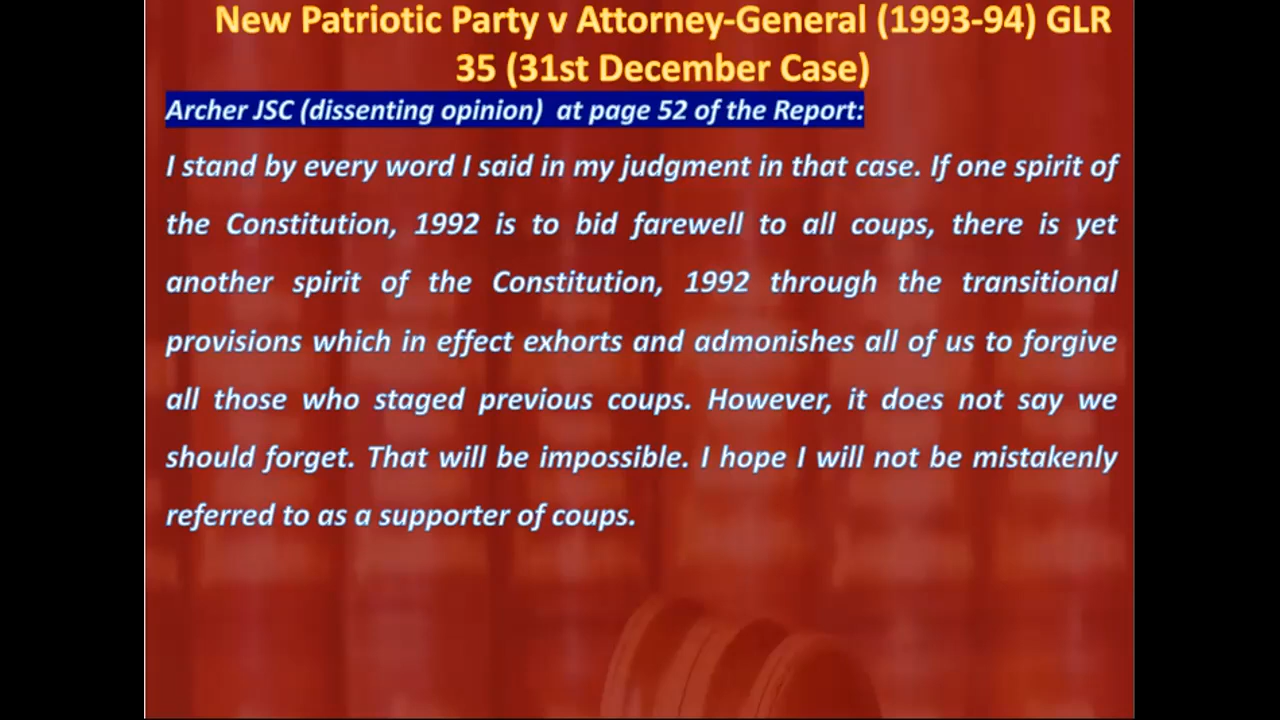 New Patriotic Party v Attorney-General (1993-94) GLR
35 (31st December Case)
Archer JSC (dissenting opinion)  at page 52 of the Report:
I stand by every word I said in my judgment in that case. If one spirit of
the Constitution, 1992 is to bid farewell to all coups, there is yet
another spirit of the Constitution, 1992 through the transitional
provisions which in effect exhorts and admonishes all of us to forgive
all those who staged previous coups. However, it does not say we
should forget. That will be impossible. I hope I will not be mistakenly
referred to as a supporter of coups.